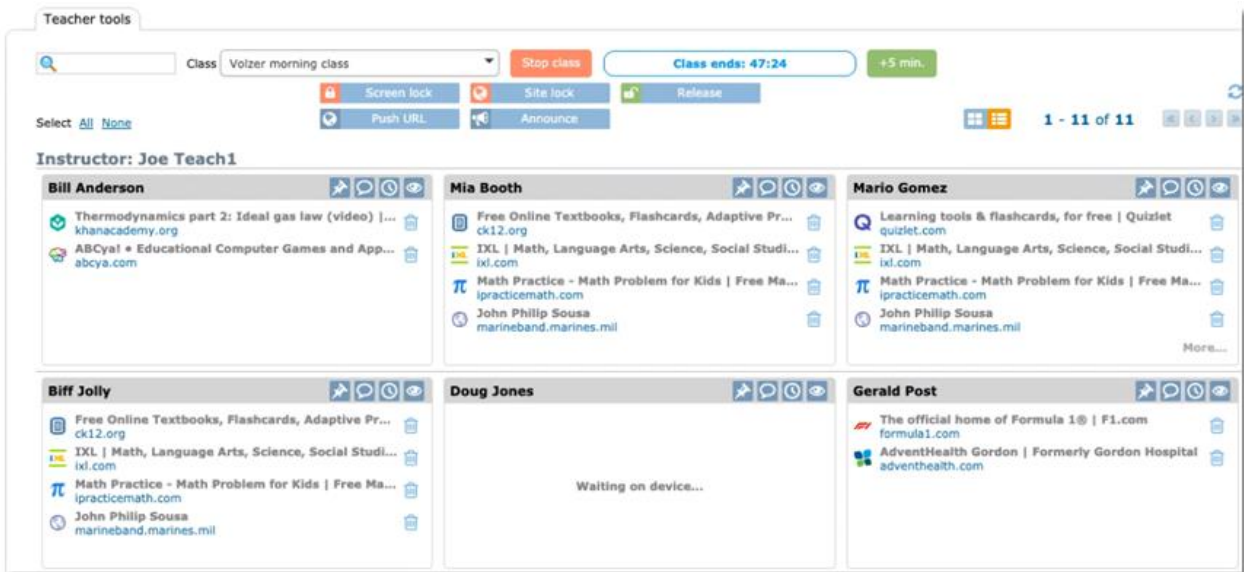 Teacher tools
Class Volzer morning class Stop class Class ends: 47:24 +5 min.
Screen lock Site lock Release
Select All None Push URL Announce 1 - 11 of 11
Instructor: Joe Teach1
Bill Anderson
Thermodynamics part 2: Ideal gas law (video) |...
khanacademy.org
ABCya! • Educational Computer Games and App...
abcya.com
Mia Booth
Free Online Textbooks, Flashcards, Adaptive Pr...
ck12.org
IXL | Math, Language Arts, Science, Social Studi...
ixl.com
Math Practice - Math Problem for Kids | Free Ma...
ipracticemath.com
John Philip Sousa
marineband.marines.mil
Mario Gomez
Learning tools & flashcards, for free | Quizlet
quizlet.com
IXL | Math, Language Arts, Science, Social Studi...
ixl.com
Math Practice - Math Problem for Kids | Free Ma...
ipracticemath.com
John Philip Sousa
marineband.marines.mil
More...
Biff Jolly
Free Online Textbooks, Flashcards, Adaptive Pr...
ck12.org
IXL | Math, Language Arts, Science, Social Studi...
ixl.com
Math Practice - Math Problem for Kids | Free Ma...
ipracticemath.com
John Philip Sousa
marineband.marines.mil
Doug Jones
Waiting on device...
Gerald Post
The official home of Formula 1® | F1.com
formula1.com
AdventHealth Gordon | Formerly Gordon Hospital
adventhealth.com